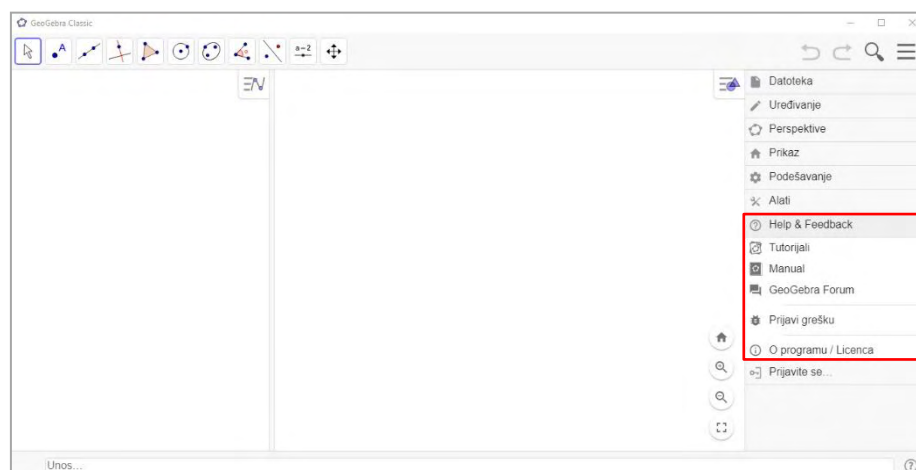 GeoGebra Classic
A
a=2
Datoteka
Uređivanje
Perspektive
Prikaz
Podešavanje
Alati
Help & Feedback
Tutorijali
Manual
GeoGebra Forum
Prijavi grešku
O programu / Licenca
Prijavite se...
Unos...